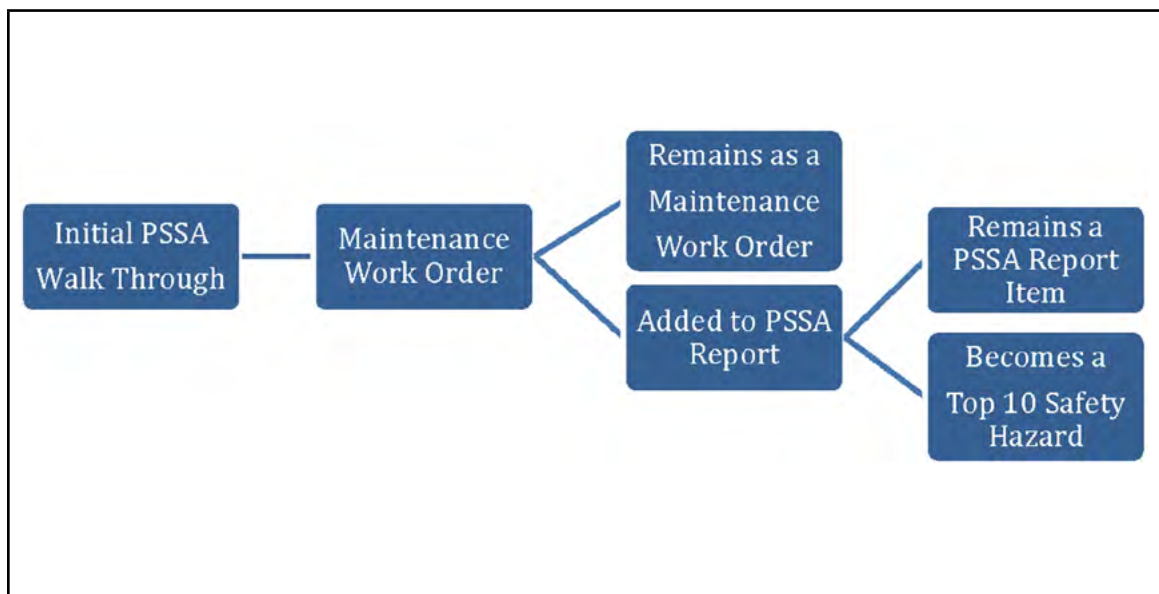 Initial PSSA
Walk Through
Maintenance
Work Order
Remains as a
Maintenance
Work Order
Added to PSSA
Report
Remains a
PSSA Report
Item
Becomes a
Top 10 Safety
Hazard